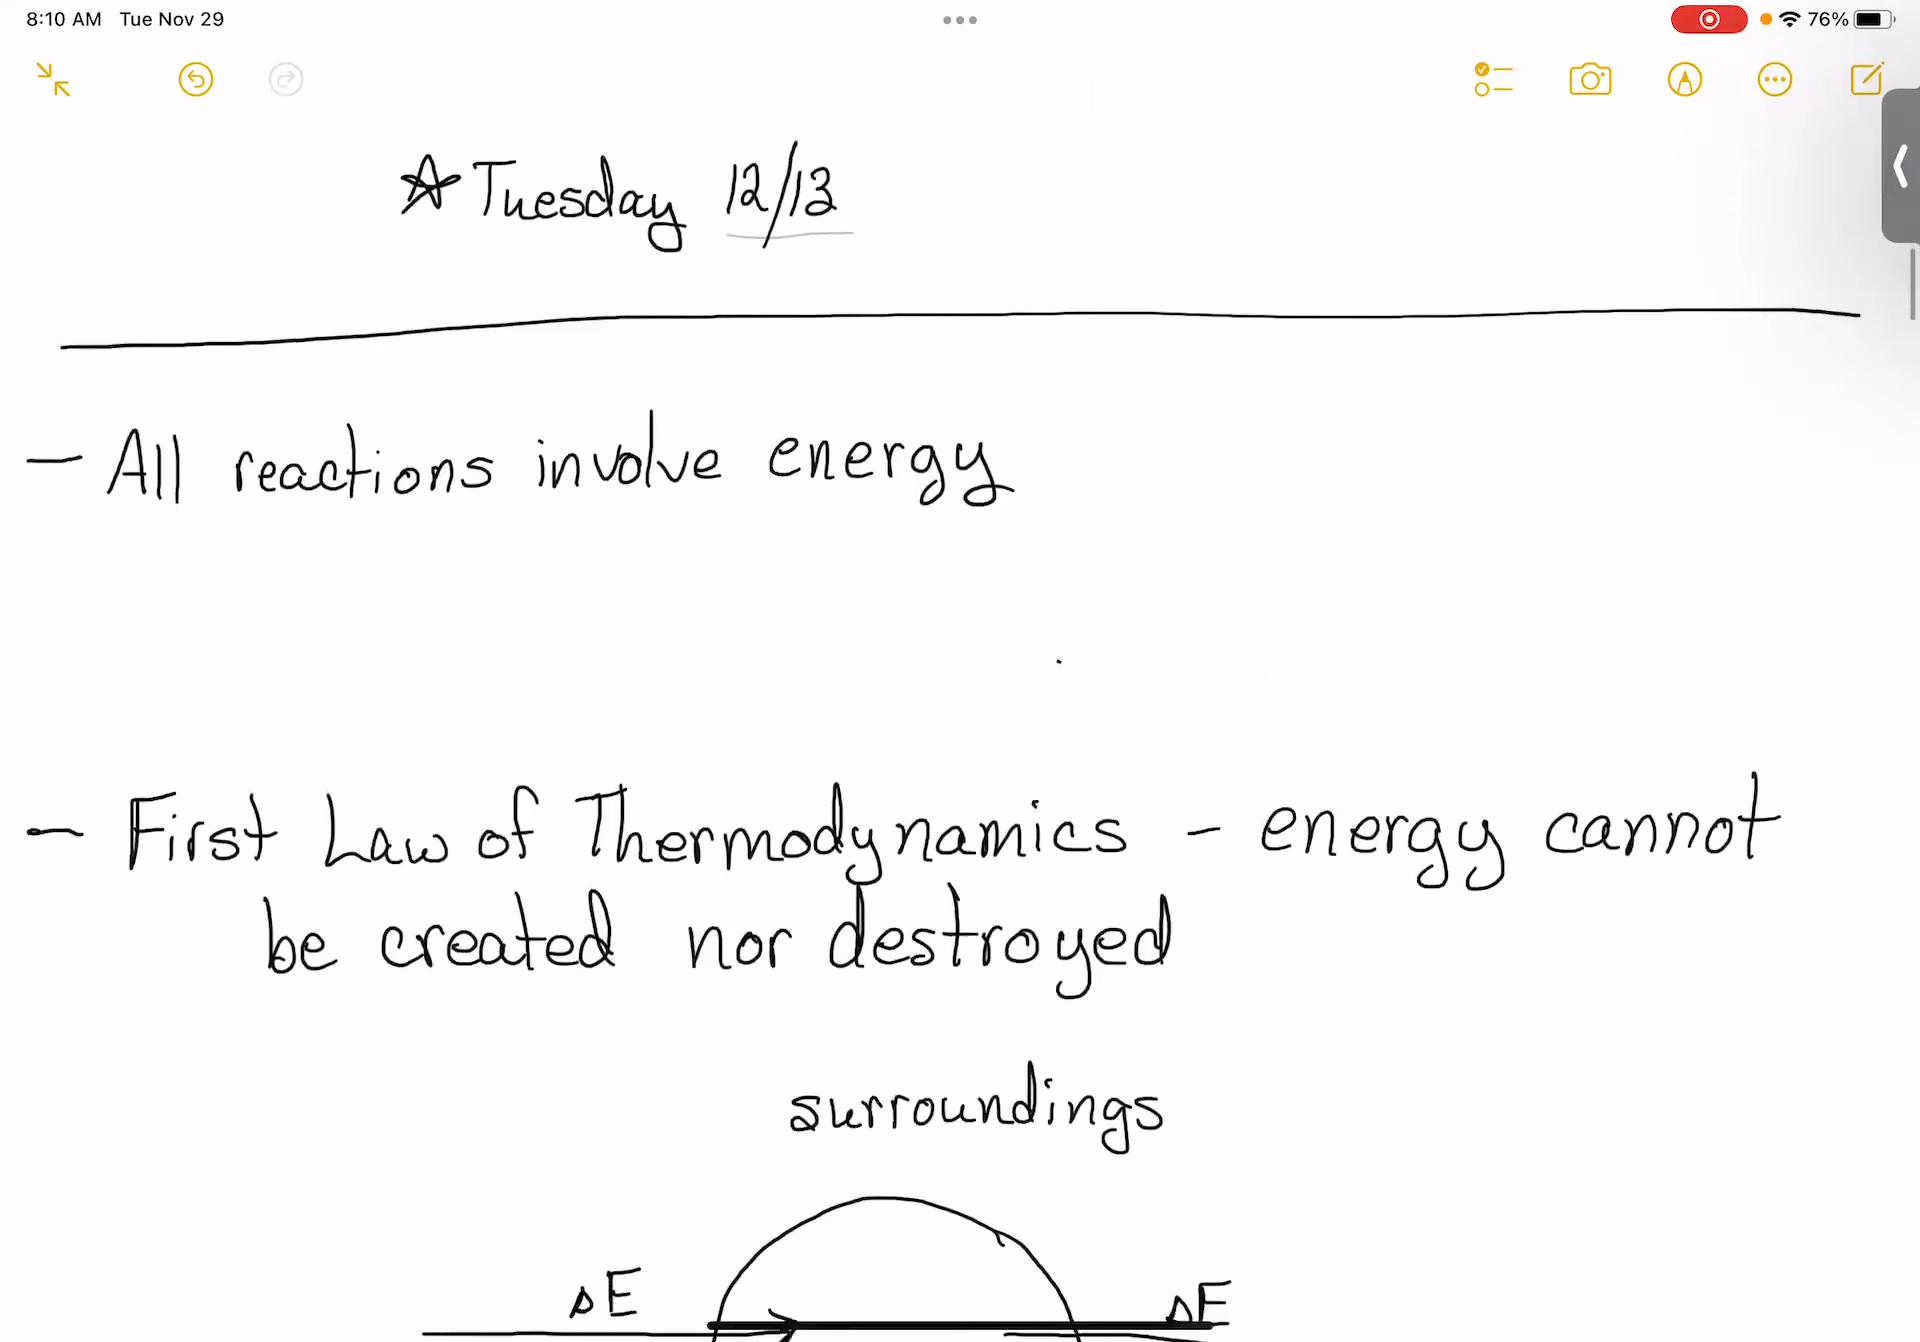 8:10 AM Tue Nov 29
76%
☆ Tuesday 12/13
- All reactions involve energy
- First Law of Thermodynamics - energy cannot
be created nor destroyed
surroundings
ΔE ΔE